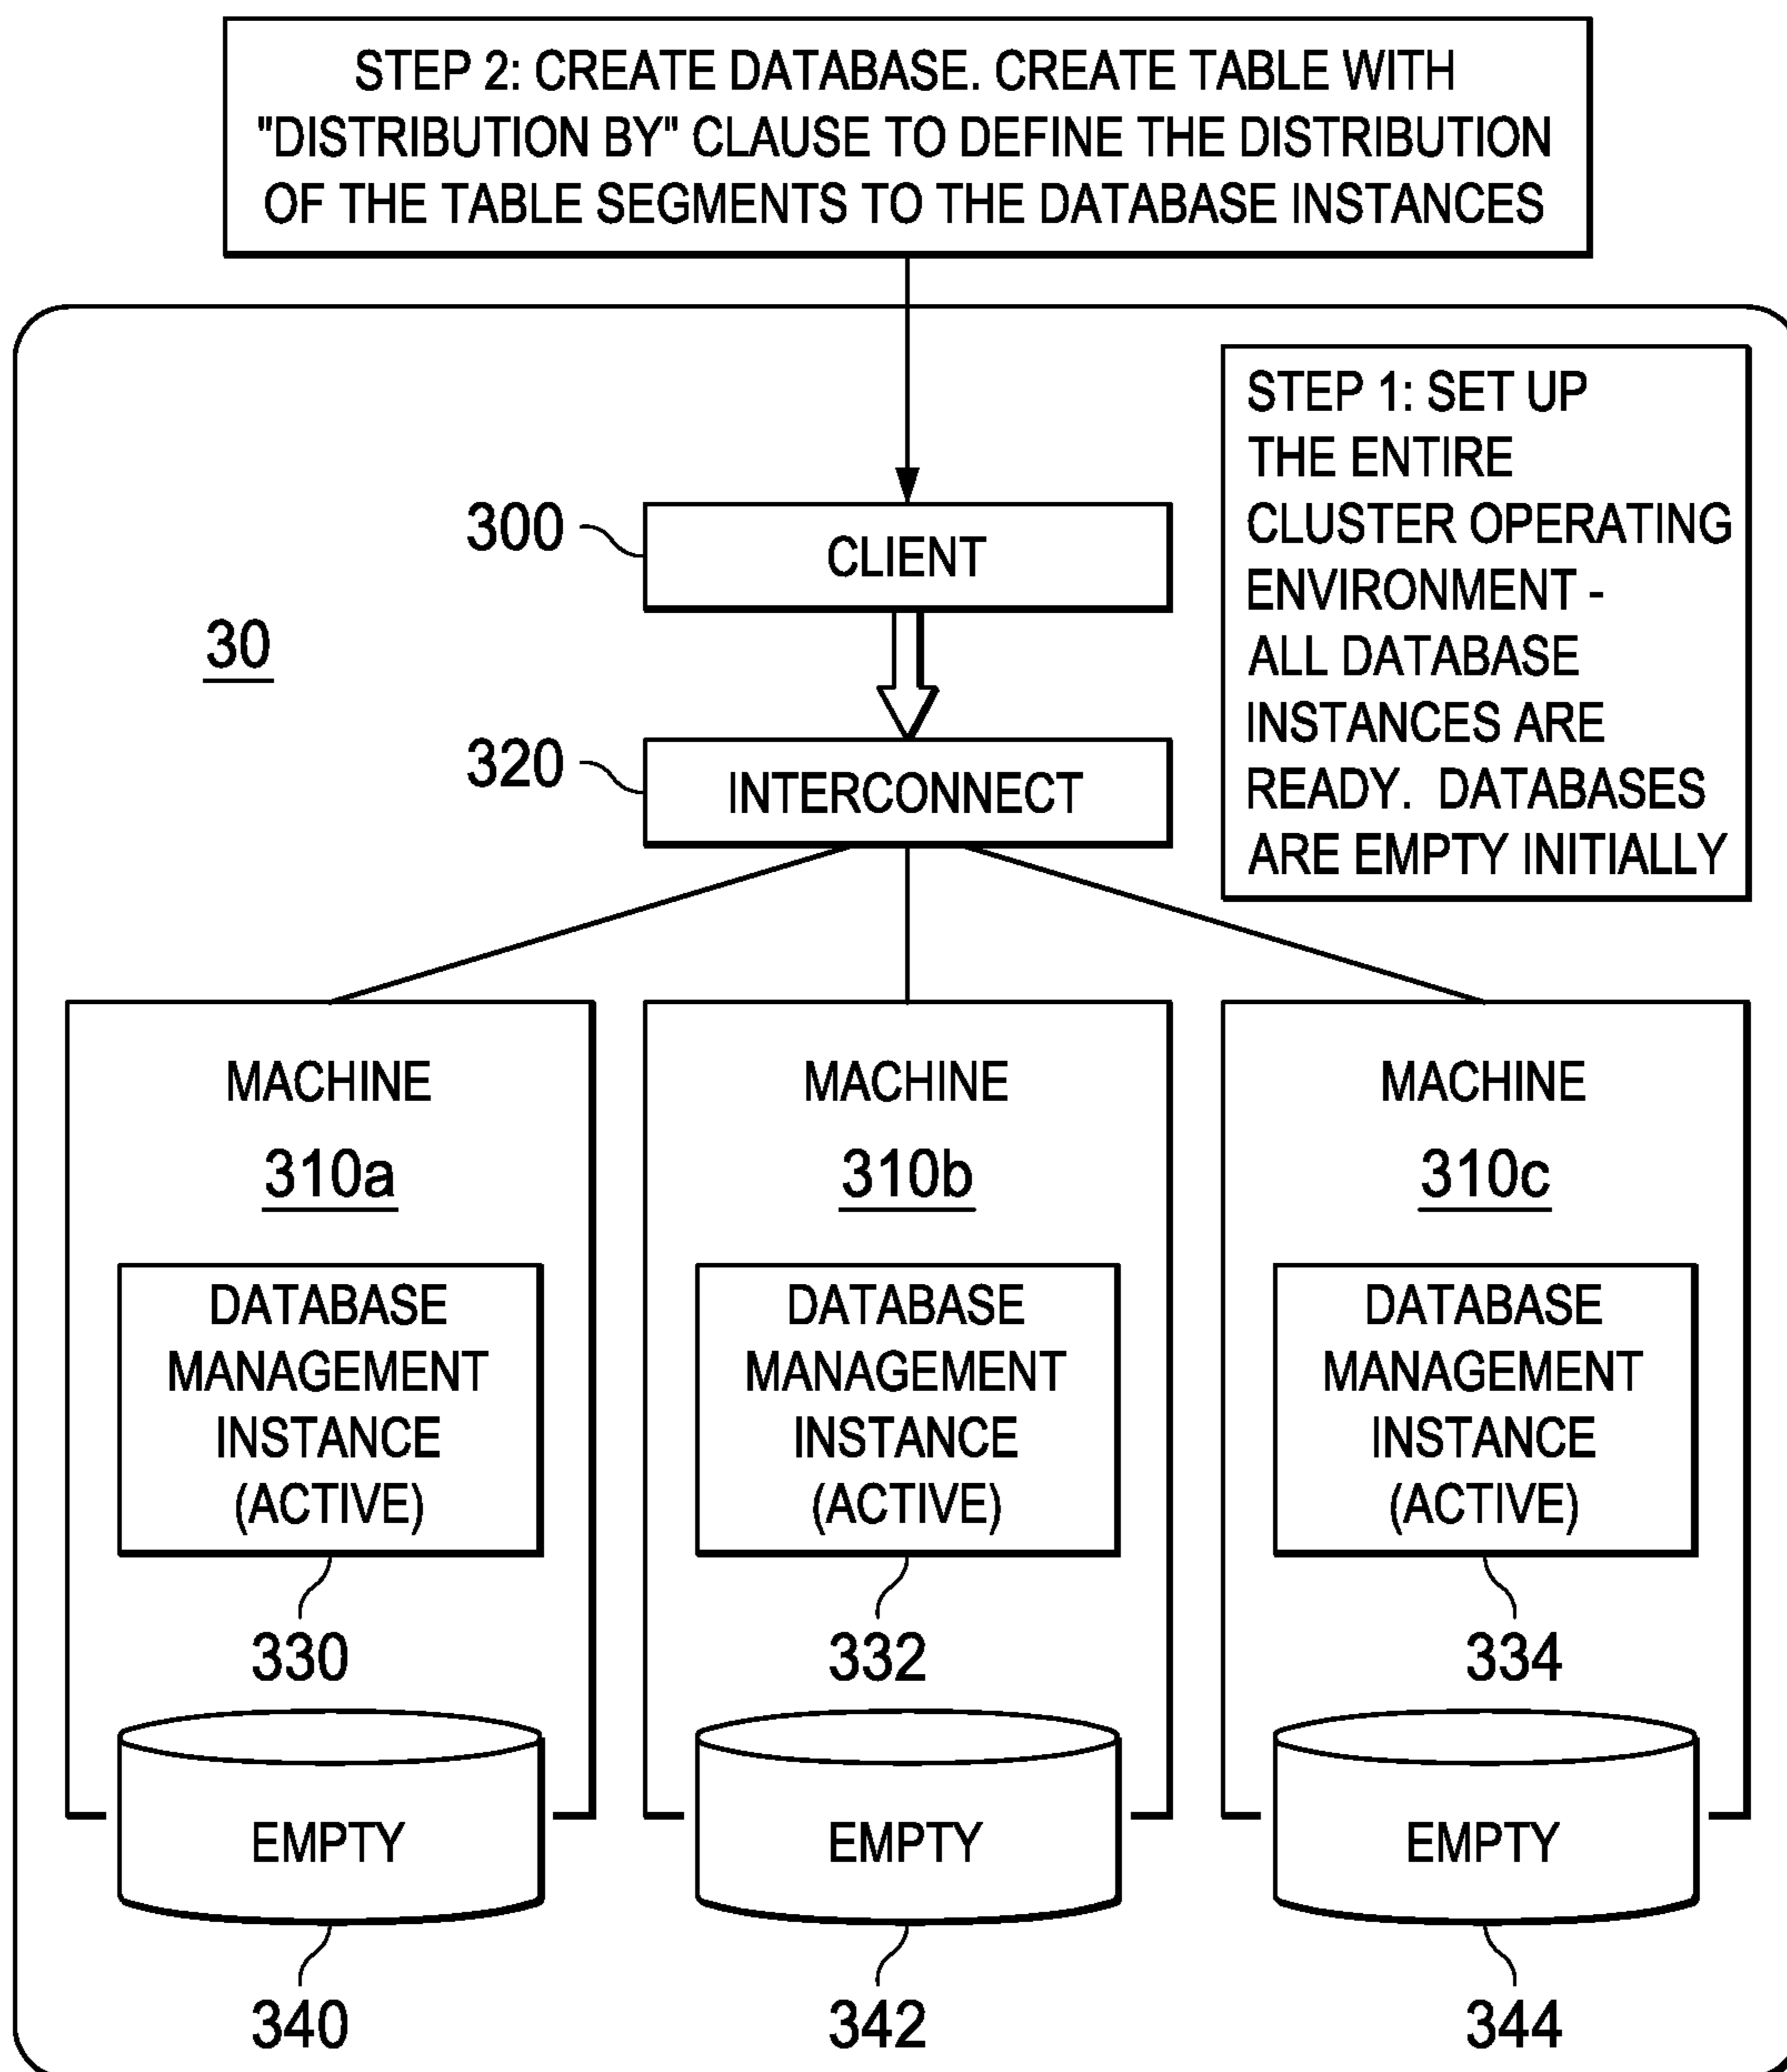 STEP 2: CREATE DATABASE. CREATE TABLE WITH
"DISTRIBUTION BY" CLAUSE TO DEFINE THE DISTRIBUTION
OF THE TABLE SEGMENTS TO THE DATABASE INSTANCES
STEP 1: SET UP
THE ENTIRE
CLUSTER OPERATING
ENVIRONMENT -
ALL DATABASE
INSTANCES ARE
READY. DATABASES
ARE EMPTY INITIALLY
300
CLIENT
30
320
INTERCONNECT
MACHINE
310a
DATABASE
MANAGEMENT
INSTANCE
(ACTIVE)
330
EMPTY
340
MACHINE
310b
DATABASE
MANAGEMENT
INSTANCE
(ACTIVE)
332
EMPTY
342
MACHINE
310c
DATABASE
MANAGEMENT
INSTANCE
(ACTIVE)
334
EMPTY
344